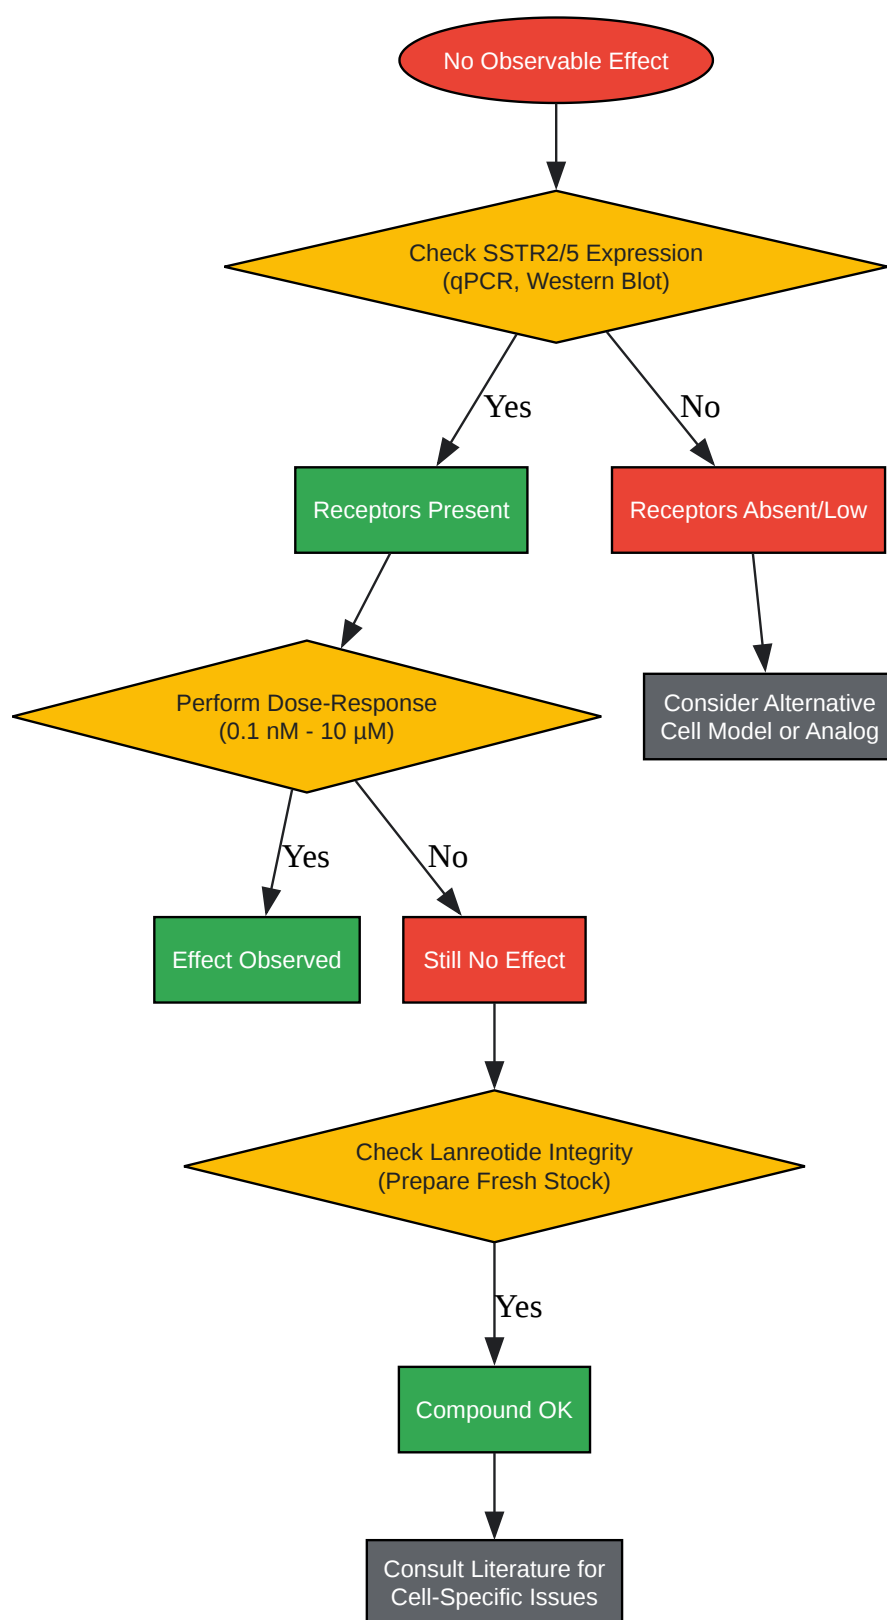 No Observable Effect
Check SSTR2/5 Expression
(qPCR, Western Blot)
Yes
No
Receptors Present
Receptors Absent/Low
Perform Dose-Response
(0.1 nM - 10 µM)
Consider Alternative
Cell Model or Analog
Yes
No
Effect Observed
Still No Effect
Check Lanreotide Integrity
(Prepare Fresh Stock)
Yes
Compound OK
Consult Literature for
Cell-Specific Issues